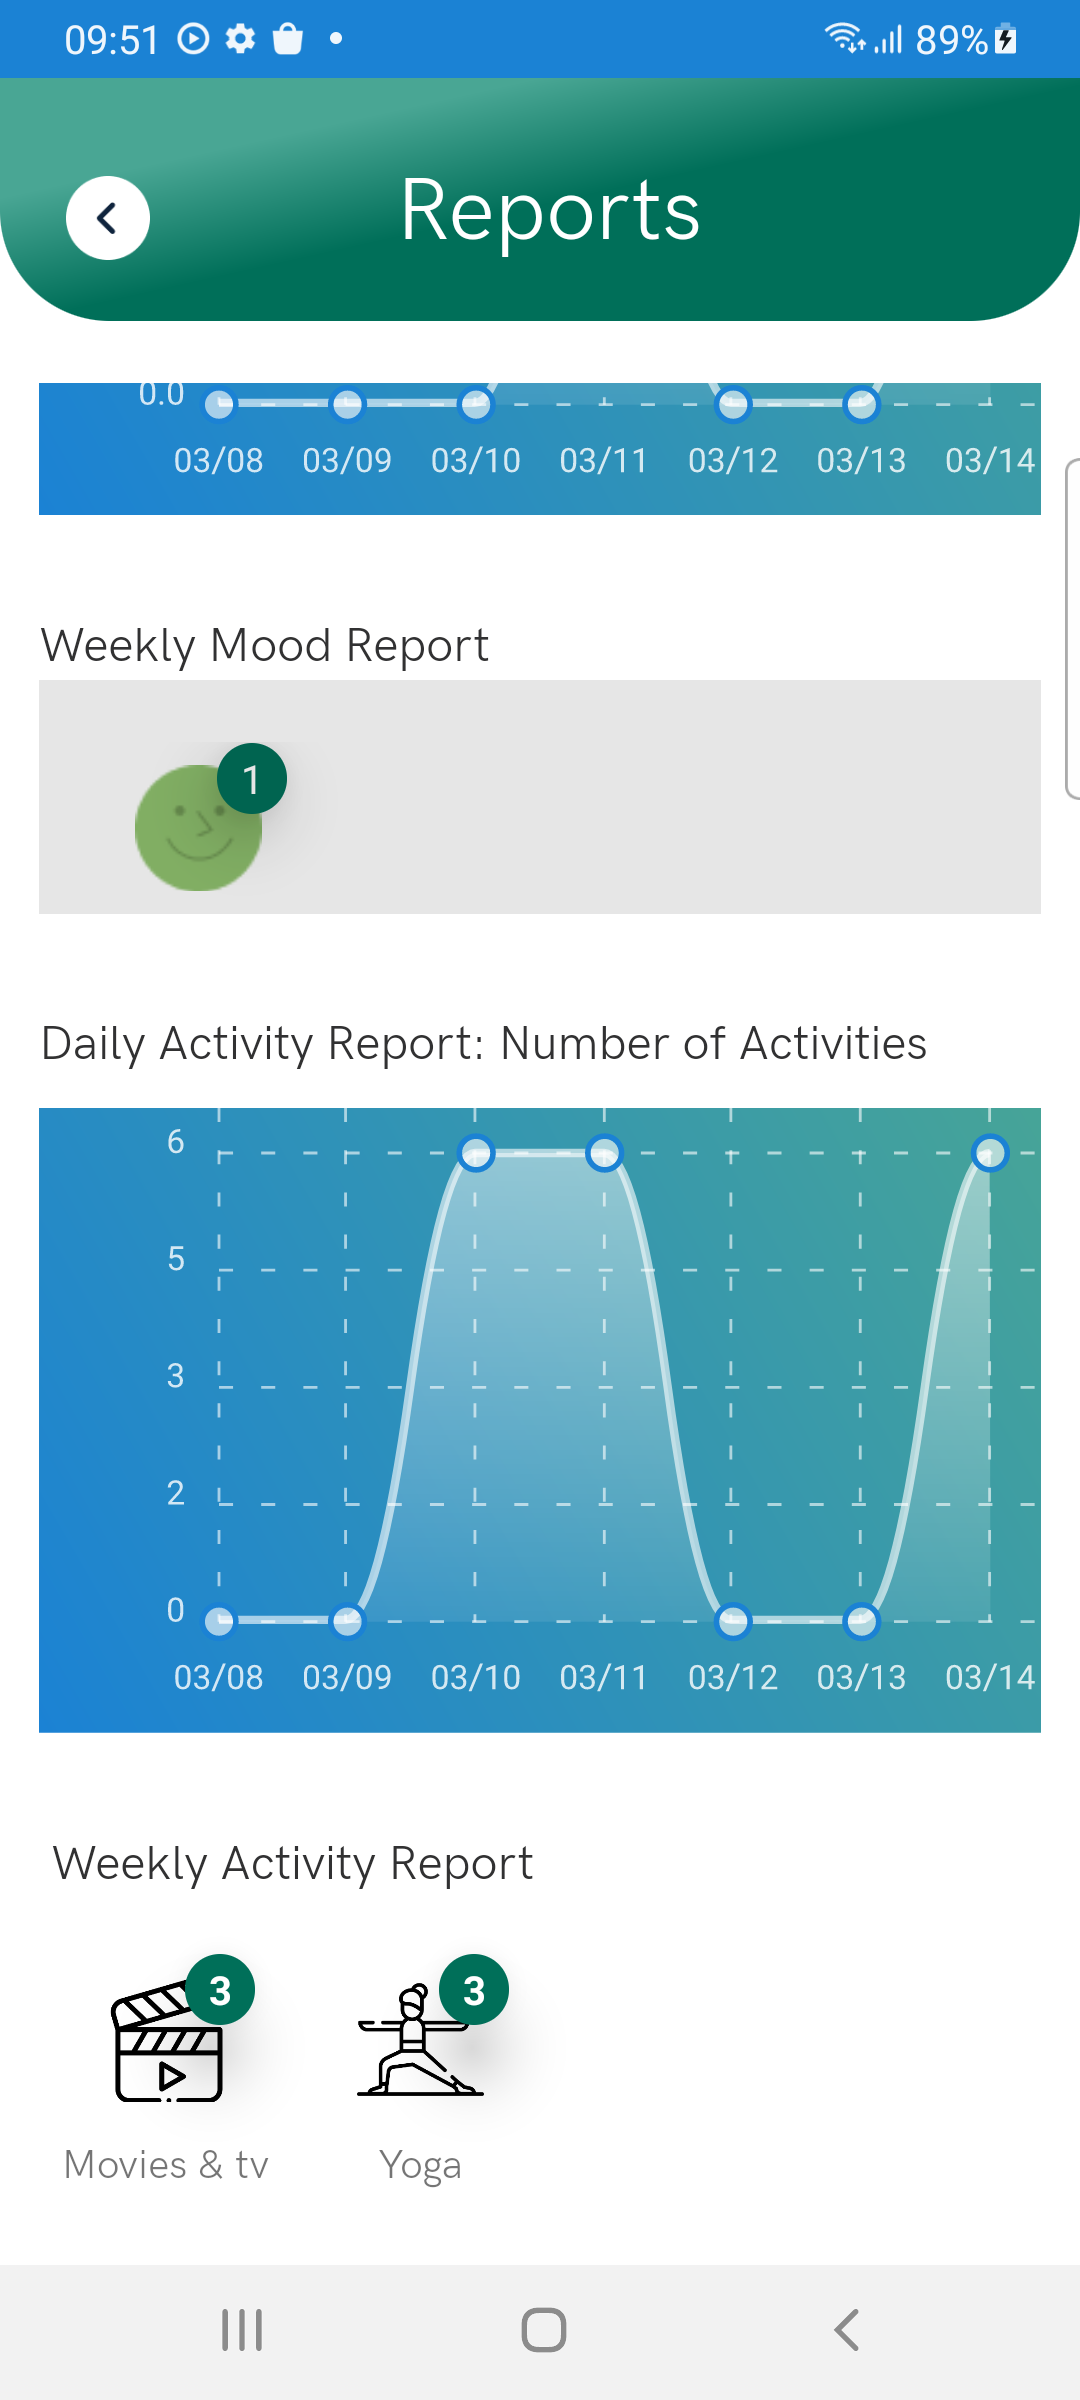 09:51
89%
Reports
0.0
03/08 03/09 03/10 03/11 03/12 03/13 03/14
Weekly Mood Report
1
Daily Activity Report: Number of Activities
6
5
3
2
0
03/08 03/09 03/10 03/11 03/12 03/13 03/14
Weekly Activity Report
3 3
Movies & tv Yoga